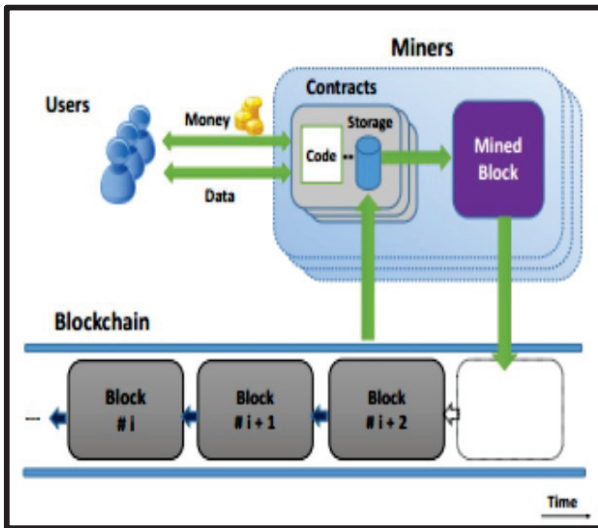 Miners
Contracts
Users
Money
Storage
Code
Mined
Block
Data
Blockchain
Block
# i
Block
# i + 1
Block
# i + 2
Time